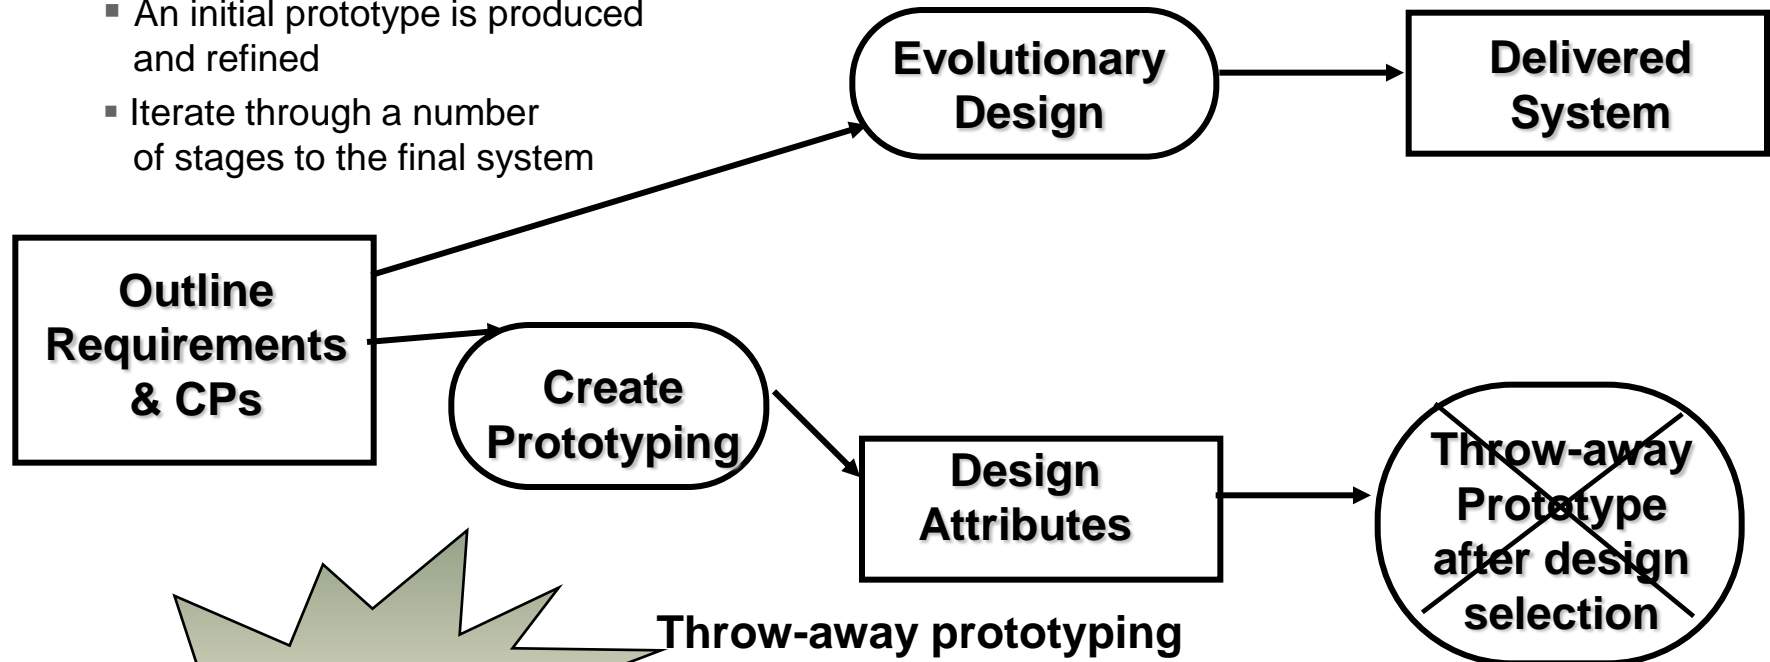 ▪ An initial prototype is produced
and refined
▪ Iterate through a number
of stages to the final system
Evolutionary
Design
Delivered
System
Outline
Requirements
& CPs
Create
Prototyping
Design
Attributes
Throw-away
Prototype
after design
selection
Throw-away prototyping